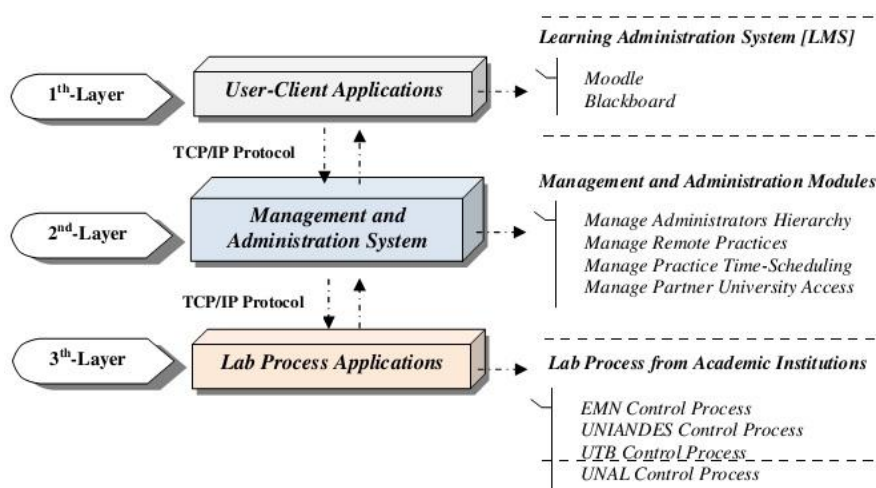 Learning Administration System [LMS]
1th-Layer
User-Client Applications
Moodle
Blackboard
TCP/IP Protocol
Management and Administration Modules
2nd-Layer
Management and
Administration System
Manage Administrators Hierarchy
Manage Remote Practices
Manage Practice Time-Scheduling
Manage Partner University Access
TCP/IP Protocol
3th-Layer
Lab Process Applications
Lab Process from Academic Institutions
EMN Control Process
UNIANDES Control Process
UTB Control Process
UNAL Control Process